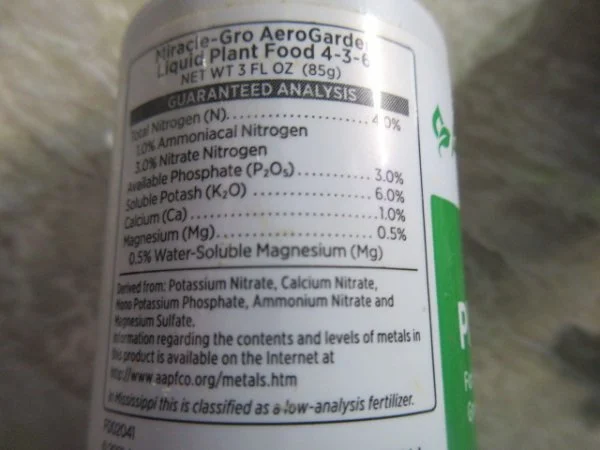 Miracle-Gro AeroGarde
Liquid Plant Food 4-3-6
NET WT 3 FL OZ (85g)
GUARANTEED ANALYSIS
Total Nitrogen (N)..................4.0%
1.0% Ammoniacal Nitrogen
3.0% Nitrate Nitrogen
Available Phosphate (P₂O₅)..............3.0%
Soluble Potash (K₂O) ..................6.0%
Calcium (Ca)..........................1.0%
Magnesium (Mg)......................0.5%
0.5% Water-Soluble Magnesium (Mg)
Derived from: Potassium Nitrate, Calcium Nitrate,
Mono Potassium Phosphate, Ammonium Nitrate and
Magnesium Sulfate.
Information regarding the contents and levels of metals in
this product is available on the Internet at
http://www.aapfco.org/metals.htm
In Mississippi this is classified as a low-analysis fertilizer.
F002041